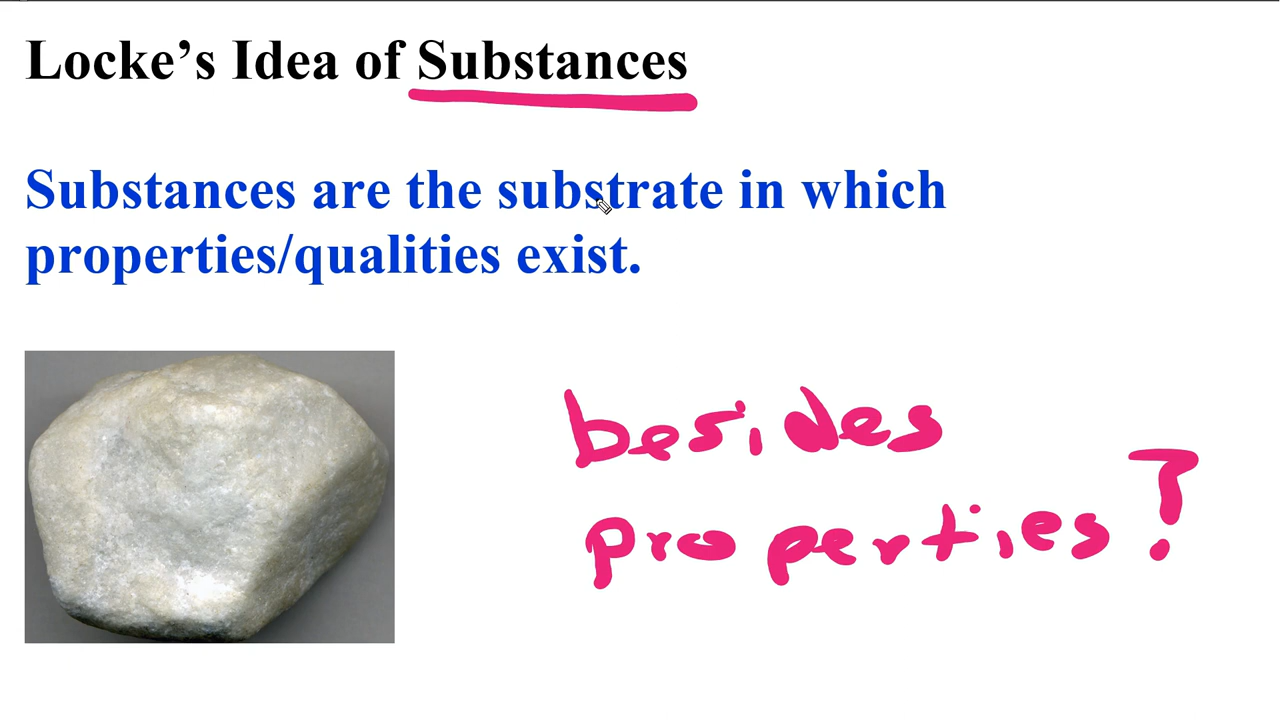 Locke's Idea of Substances
Substances are the substrate in which
properties/qualities exist.
besides
properties?